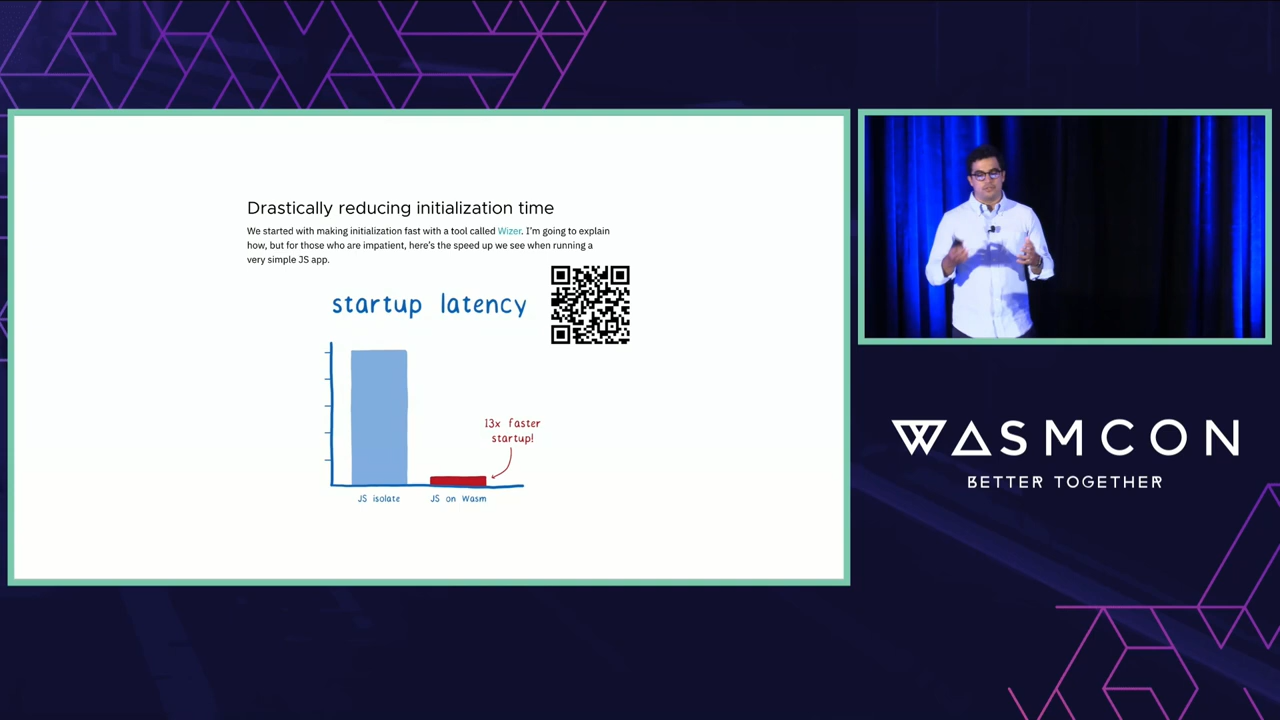 Drastically reducing initialization time
We started with making initialization fast with a tool called Wizer. I'm going to explain
how, but for those who are impatient, here's the speed up we see when running a
very simple JS app.
startup latency
13x faster
startup!
JS isolate
JS on Wasm
WASMCON
BETTER TOGETHER